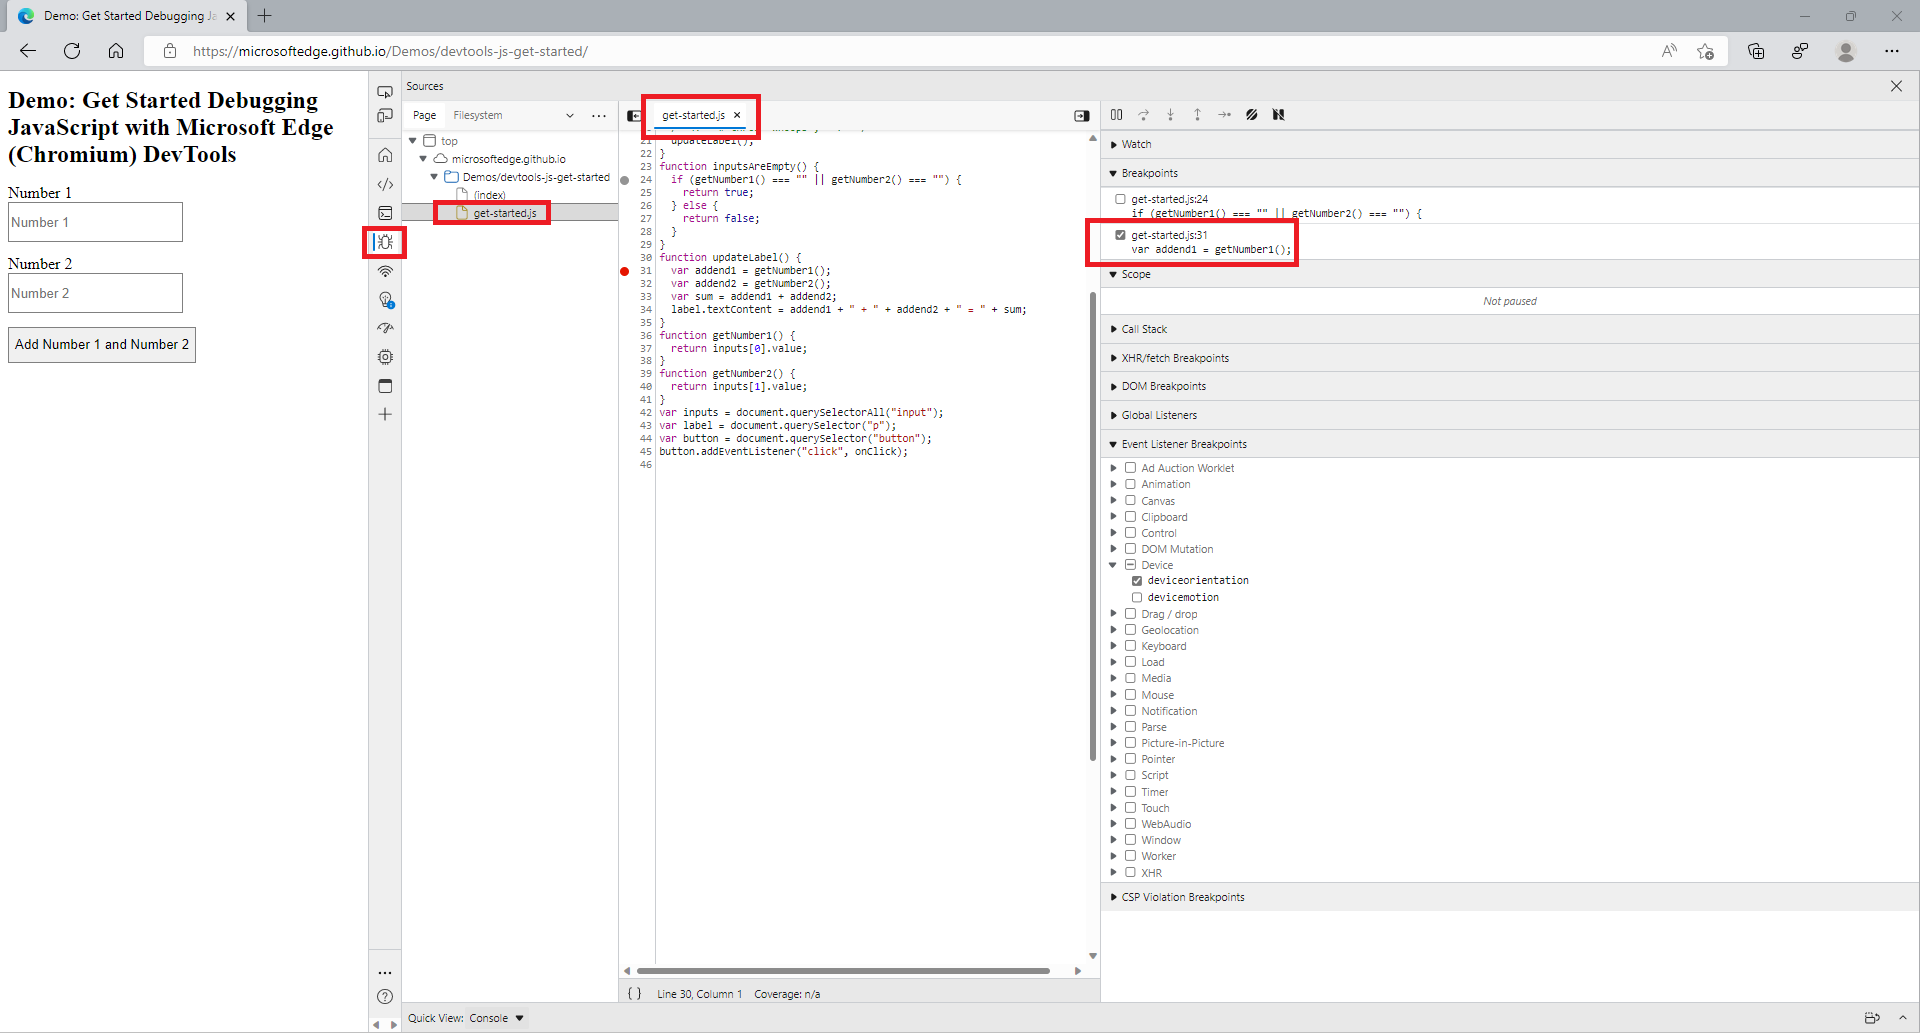 Demo: Get Started Debugging Ja
https://microsoftedge.github.io/Demos/devtools-js-get-started/
Demo: Get Started Debugging
JavaScript with Microsoft Edge
(Chromium) DevTools
Number 1
Number 1
Number 2
Number 2
Add Number 1 and Number 2
Sources
Page Filesystem
top
microsoftedge.github.io
Demos/devtools-js-get-started
(index)
get-started.js
get-started.js
21 updateLabel();
22 }
23 function inputsAreEmpty() {
24 if (getNumber1() === "" || getNumber2() === "") {
25 return true;
26 } else {
27 return false;
28 }
29 }
30 function updateLabel() {
31 var addend1 = getNumber1();
32 var addend2 = getNumber2();
33 var sum = addend1 + addend2;
34 label.textContent = addend1 + " + " + addend2 + " = " + sum;
35 }
36 function getNumber1() {
37 return inputs[0].value;
38 }
39 function getNumber2() {
40 return inputs[1].value;
41 }
42 var inputs = document.querySelectorAll("input");
43 var label = document.querySelector("p");
44 var button = document.querySelector("button");
45 button.addEventListener("click", onClick);
46
{ } Line 30, Column 1 Coverage: n/a
Watch
Breakpoints
get-started.js:24
if (getNumber1() === "" || getNumber2() === "") {
get-started.js:31
var addend1 = getNumber1();
Scope
Not paused
Call Stack
XHR/fetch Breakpoints
DOM Breakpoints
Global Listeners
Event Listener Breakpoints
Ad Auction Worklet
Animation
Canvas
Clipboard
Control
DOM Mutation
Device
deviceorientation
devicemotion
Drag / drop
Geolocation
Keyboard
Load
Media
Mouse
Notification
Parse
Picture-in-Picture
Pointer
Script
Timer
Touch
WebAudio
Window
Worker
XHR
CSP Violation Breakpoints
Quick View: Console